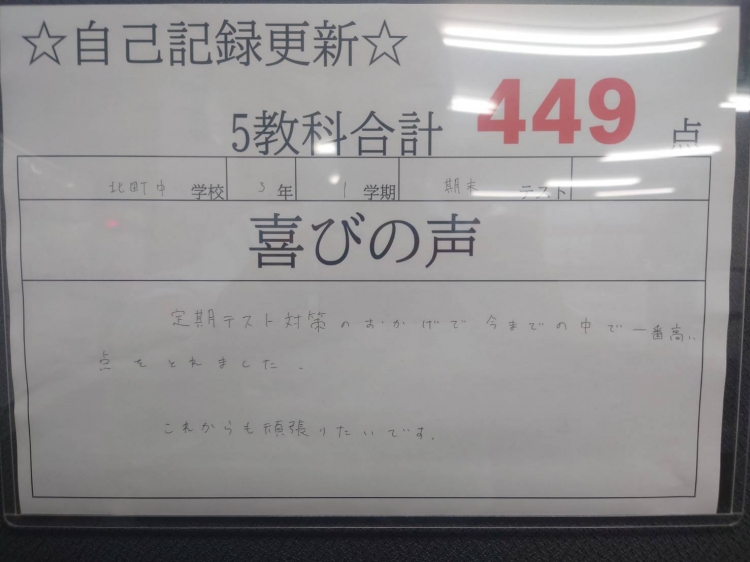 ☆自己記録更新☆
5教科合計 449 点
北町中 学校 3 年 1 学期 期末 テスト
喜びの声
定期テスト対策のおかげで今までの中で一番高い
点をとれました。
これからも頑張りたいです。